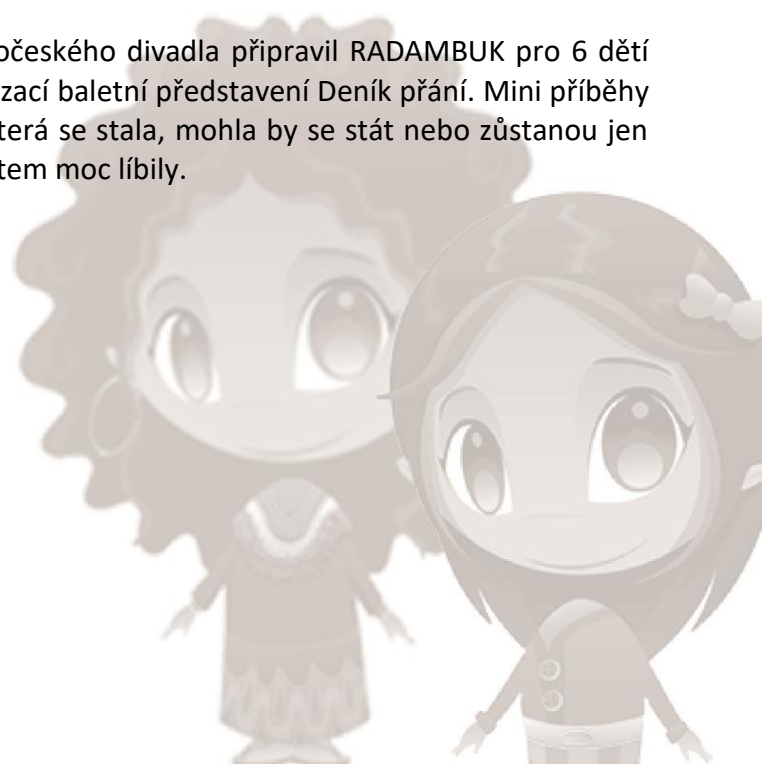 očeského divadla připravil RADAMBUK pro 6 dětí
zací baletní představení Deník přání. Mini příběhy
terá se stala, mohla by se stát nebo zůstanou jen
tem moc líbily.